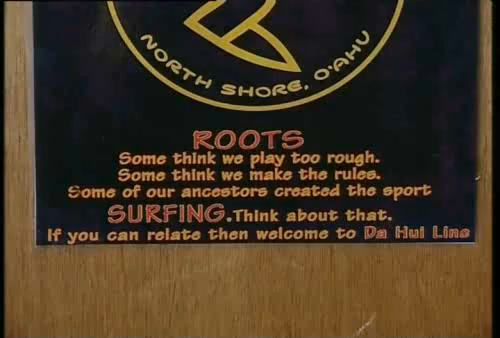 NORTH SHORE, O'AHU
ROOTS
Some think we play too rough.
Some think we make the rules.
Some of our ancestors created the sport
SURFING.Think about that.
If you can relate then welcome to Da Hui Line